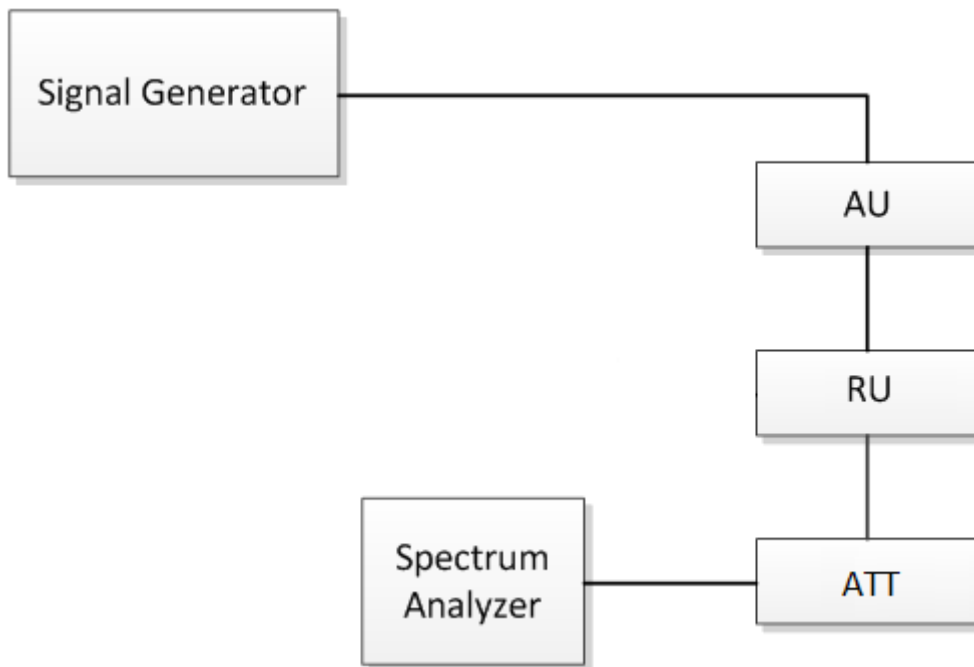 Signal Generator
AU
RU
Spectrum
Analyzer
ATT